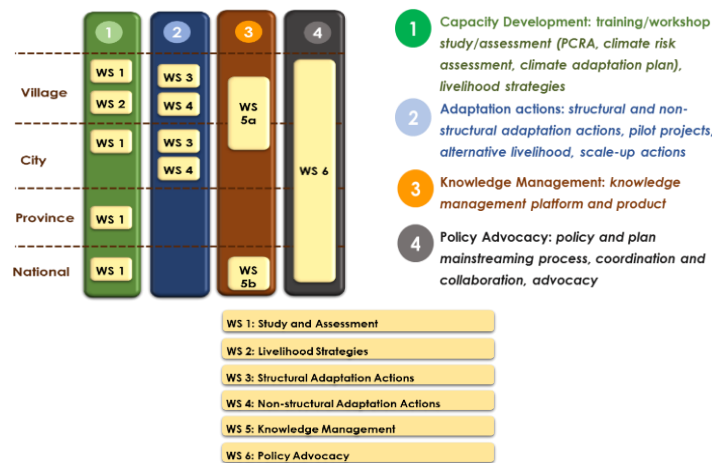 1
2
3
4
Village
City
Province
National
WS 1
WS 2
WS 1
WS 1
WS 1
WS 3
WS 4
WS 3
WS 4
WS
5a
WS
5b
WS 6
1
Capacity Development: training/workshop
study/assessment (PCRA, climate risk
assessment, climate adaptation plan),
livelihood strategies
2
Adaptation actions: structural and non-
structural adaptation actions, pilot projects,
alternative livelihood, scale-up actions
3
Knowledge Management: knowledge
management platform and product
4
Policy Advocacy: policy and plan
mainstreaming process, coordination and
collaboration, advocacy
WS 1: Study and Assessment
WS 2: Livelihood Strategies
WS 3: Structural Adaptation Actions
WS 4: Non-structural Adaptation Actions
WS 5: Knowledge Management
WS 6: Policy Advocacy